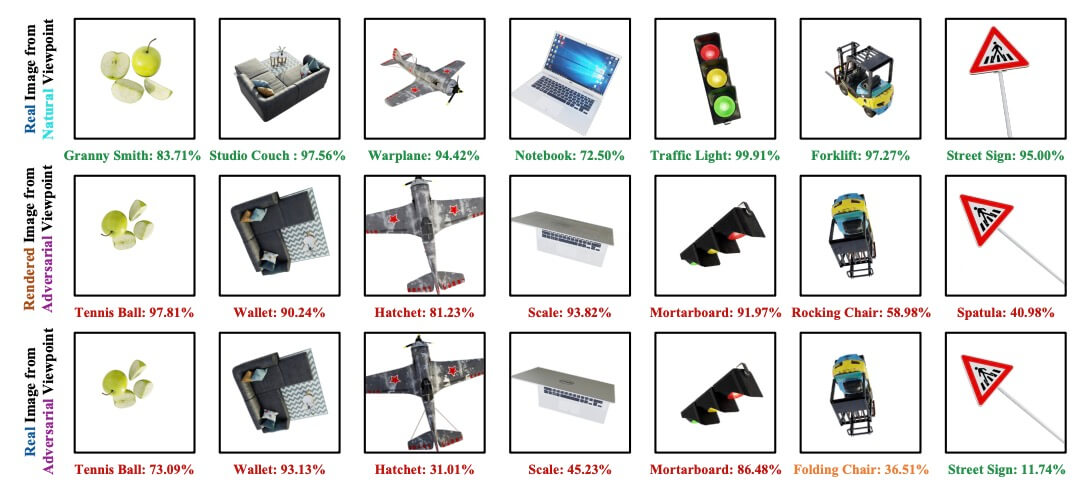 Real Image from
Natural Viewpoint
Granny Smith: 83.71%
Studio Couch : 97.56%
Warplane: 94.42%
Notebook: 72.50%
Traffic Light: 99.91%
Forklift: 97.27%
Street Sign: 95.00%
Rendered Image from
Adversarial Viewpoint
Tennis Ball: 97.81%
Wallet: 90.24%
Hatchet: 81.23%
Scale: 93.82%
Mortarboard: 91.97%
Rocking Chair: 58.98%
Spatula: 40.98%
Real Image from
Adversarial Viewpoint
Tennis Ball: 73.09%
Wallet: 93.13%
Hatchet: 31.01%
Scale: 45.23%
Mortarboard: 86.48%
Folding Chair: 36.51%
Street Sign: 11.74%